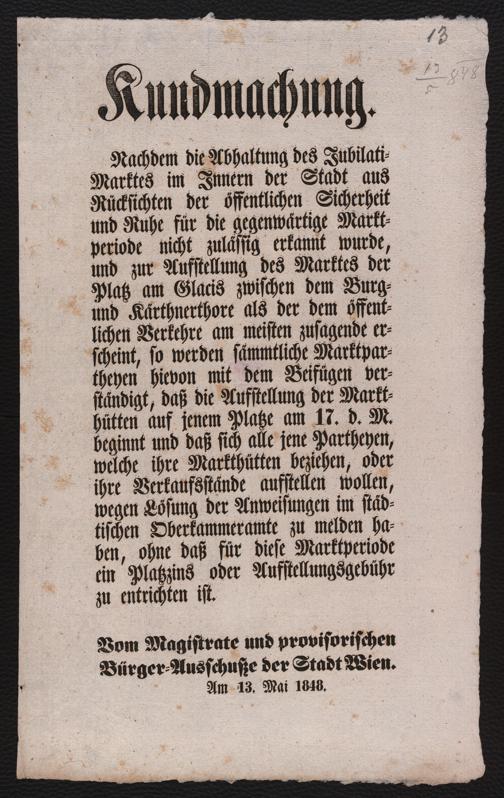 13
13/5 848
Kundmachung.
Nachdem die Abhaltung des Jubilati-
Marktes im Innern der Stadt aus
Rücksichten der öffentlichen Sicherheit
und Ruhe für die gegenwärtige Markt-
periode nicht zulässig erkannt wurde,
und zur Aufstellung des Marktes der
Platz am Glacis zwischen dem Burg-
und Kärthnerthore als der dem öffent-
lichen Verkehre am meisten zusagende er-
scheint, so werden sämmtliche Marktpar-
theyen hievon mit dem Beifügen ver-
ständigt, daß die Aufstellung der Markt-
hütten auf jenem Platze am 17. d. M.
beginnt und daß sich alle jene Partheyen,
welche ihre Markthütten beziehen, oder
ihre Verkaufsstände aufstellen wollen,
wegen Lösung der Anweisungen im städ-
tischen Oberkammeramte zu melden ha-
ben, ohne daß für diese Marktperiode
ein Platzzins oder Aufstellungsgebühr
zu entrichten ist.
Vom Magistrate und provisorischen
Bürger-Ausschuße der Stadt Wien.
Am 13. Mai 1848.